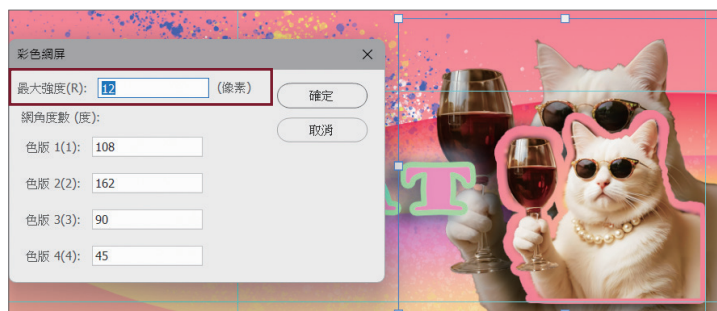 彩色網屏
最大強度(R): 12 (像素)
確定
網角度數 (度):
取消
色版 1(1): 108
色版 2(2): 162
色版 3(3): 90
色版 4(4): 45
AT